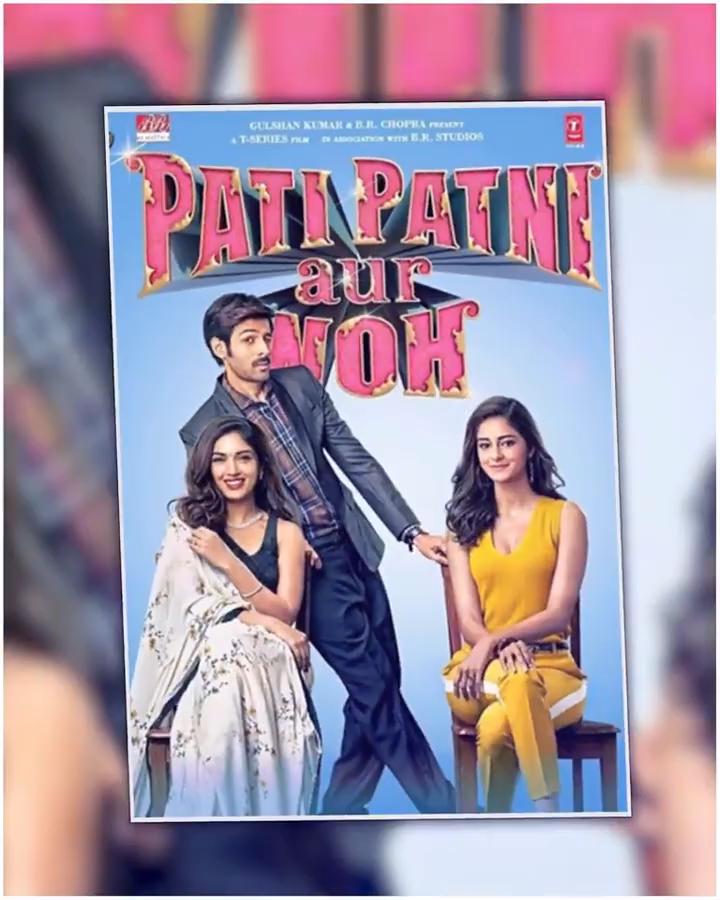 GULSHAN KUMAR & B.R. CHOPRA PRESENT
A T-SERIES FILM IN ASSOCIATION WITH B.R. STUDIOS
PATI PATNI
aur
WOH